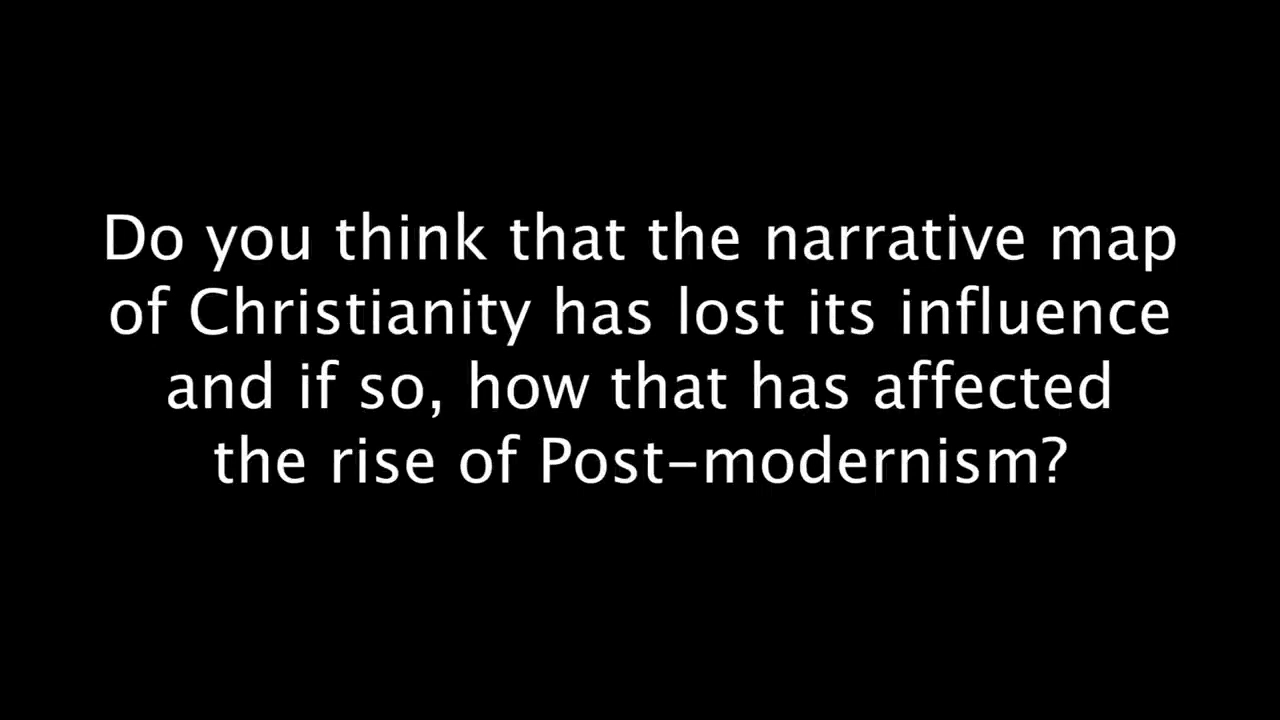 Do you think that the narrative map
of Christianity has lost its influence
and if so, how that has affected
the rise of Post-modernism?